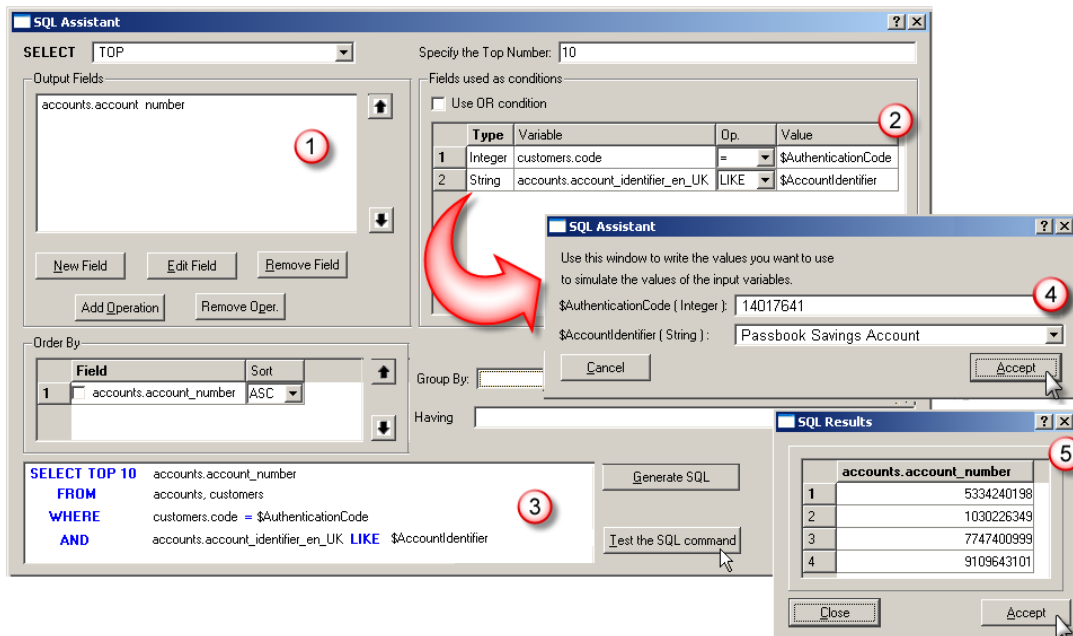 SQL Assistant
SELECT TOP
Specify the Top Number: 10
Output Fields
accounts.account_number
1
New Field
Edit Field
Remove Field
Add Operation
Remove Oper.
Fields used as conditions
Use OR condition
2
Type Variable Op. Value
1 Integer customers.code = $AuthenticationCode
2 String accounts.account_identifier_en_UK LIKE $AccountIdentifier
SQL Assistant
Use this window to write the values you want to use
to simulate the values of the input variables.
4
$AuthenticationCode ( Integer ): 14017641
$AccountIdentifier ( String ) : Passbook Savings Account
Cancel
Accept
Order By
Field Sort
1 accounts.account_number ASC
Group By:
Having
SELECT TOP 10 accounts.account_number
FROM accounts, customers
WHERE customers.code = $AuthenticationCode
AND accounts.account_identifier_en_UK LIKE $AccountIdentifier
3
Generate SQL
Test the SQL command
SQL Results
5
accounts.account_number
1 5334240198
2 1030226349
3 7747400999
4 9109643101
Close
Accept